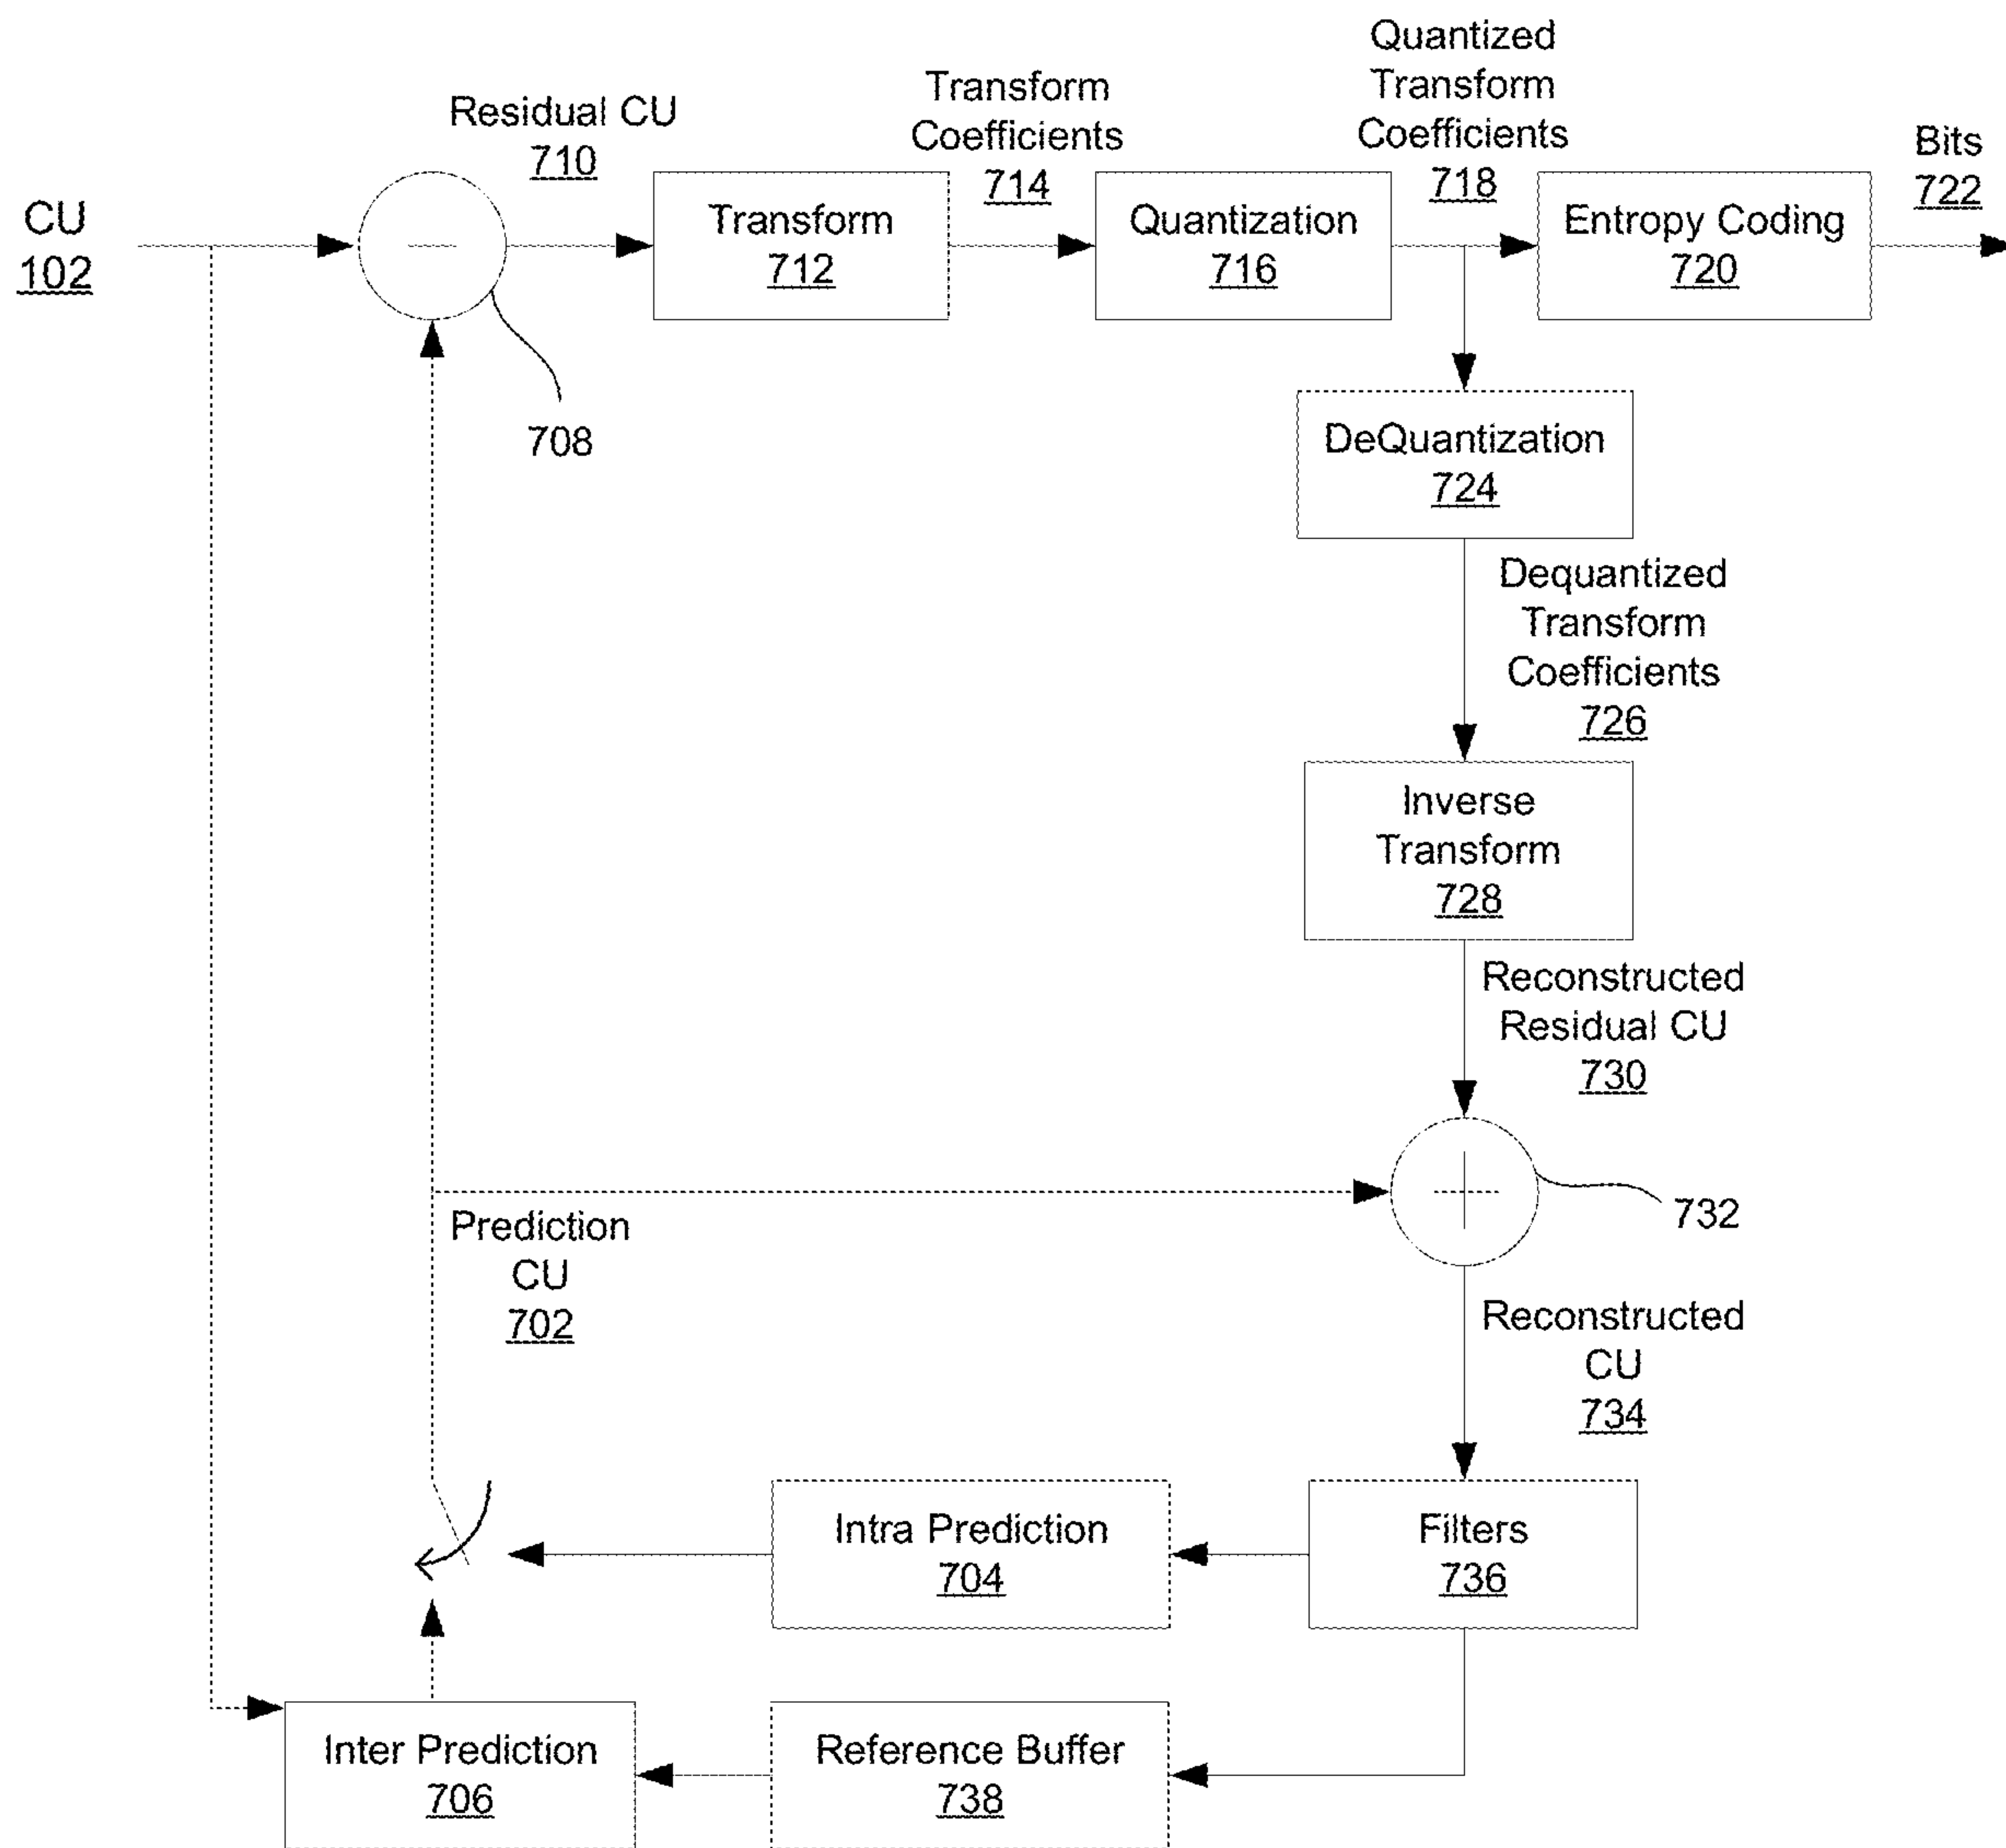 CU
102
Residual CU
710
708
Transform
712
Transform
Coefficients
714
Quantization
716
Quantized
Transform
Coefficients
718
Entropy Coding
720
Bits
722
DeQuantization
724
Dequantized
Transform
Coefficients
726
Inverse
Transform
728
Reconstructed
Residual CU
730
732
Prediction
CU
702
Reconstructed
CU
734
Intra Prediction
704
Filters
736
Inter Prediction
706
Reference Buffer
738